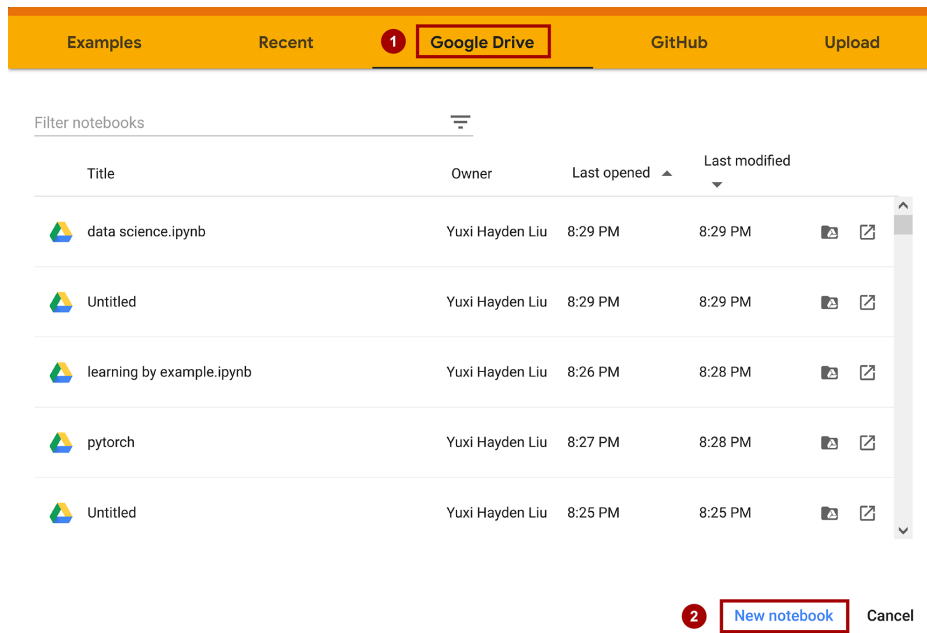 Examples Recent 1 Google Drive GitHub Upload
Filter notebooks
Title Owner Last opened Last modified
data science.ipynb Yuxi Hayden Liu 8:29 PM 8:29 PM
Untitled Yuxi Hayden Liu 8:29 PM 8:29 PM
learning by example.ipynb Yuxi Hayden Liu 8:26 PM 8:28 PM
pytorch Yuxi Hayden Liu 8:27 PM 8:28 PM
Untitled Yuxi Hayden Liu 8:25 PM 8:25 PM
2 New notebook Cancel